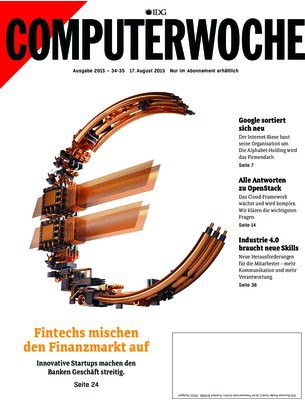 IDG
COMPUTERWOCHE
Ausgabe 2015 – 34-35 17. August 2015 Nur im Abonnement erhältlich
Google sortiert
sich neu
Der Internet-Riese baut
seine Organisation um.
Die Alphabet-Holding wird
das Firmendach.
Seite 7
Alle Antworten
zu OpenStack
Das Cloud-Framework
wächst und wird komplex.
Wir klären die wichtigsten
Fragen.
Seite 14
Industrie 4.0
braucht neue Skills
Neue Herausforderungen
für die Mitarbeiter – mehr
Kommunikation und mehr
Verantwortung.
Seite 38
Fintechs mischen
den Finanzmarkt auf
Innovative Startups machen den
Banken Geschäft streitig.
Seite 24